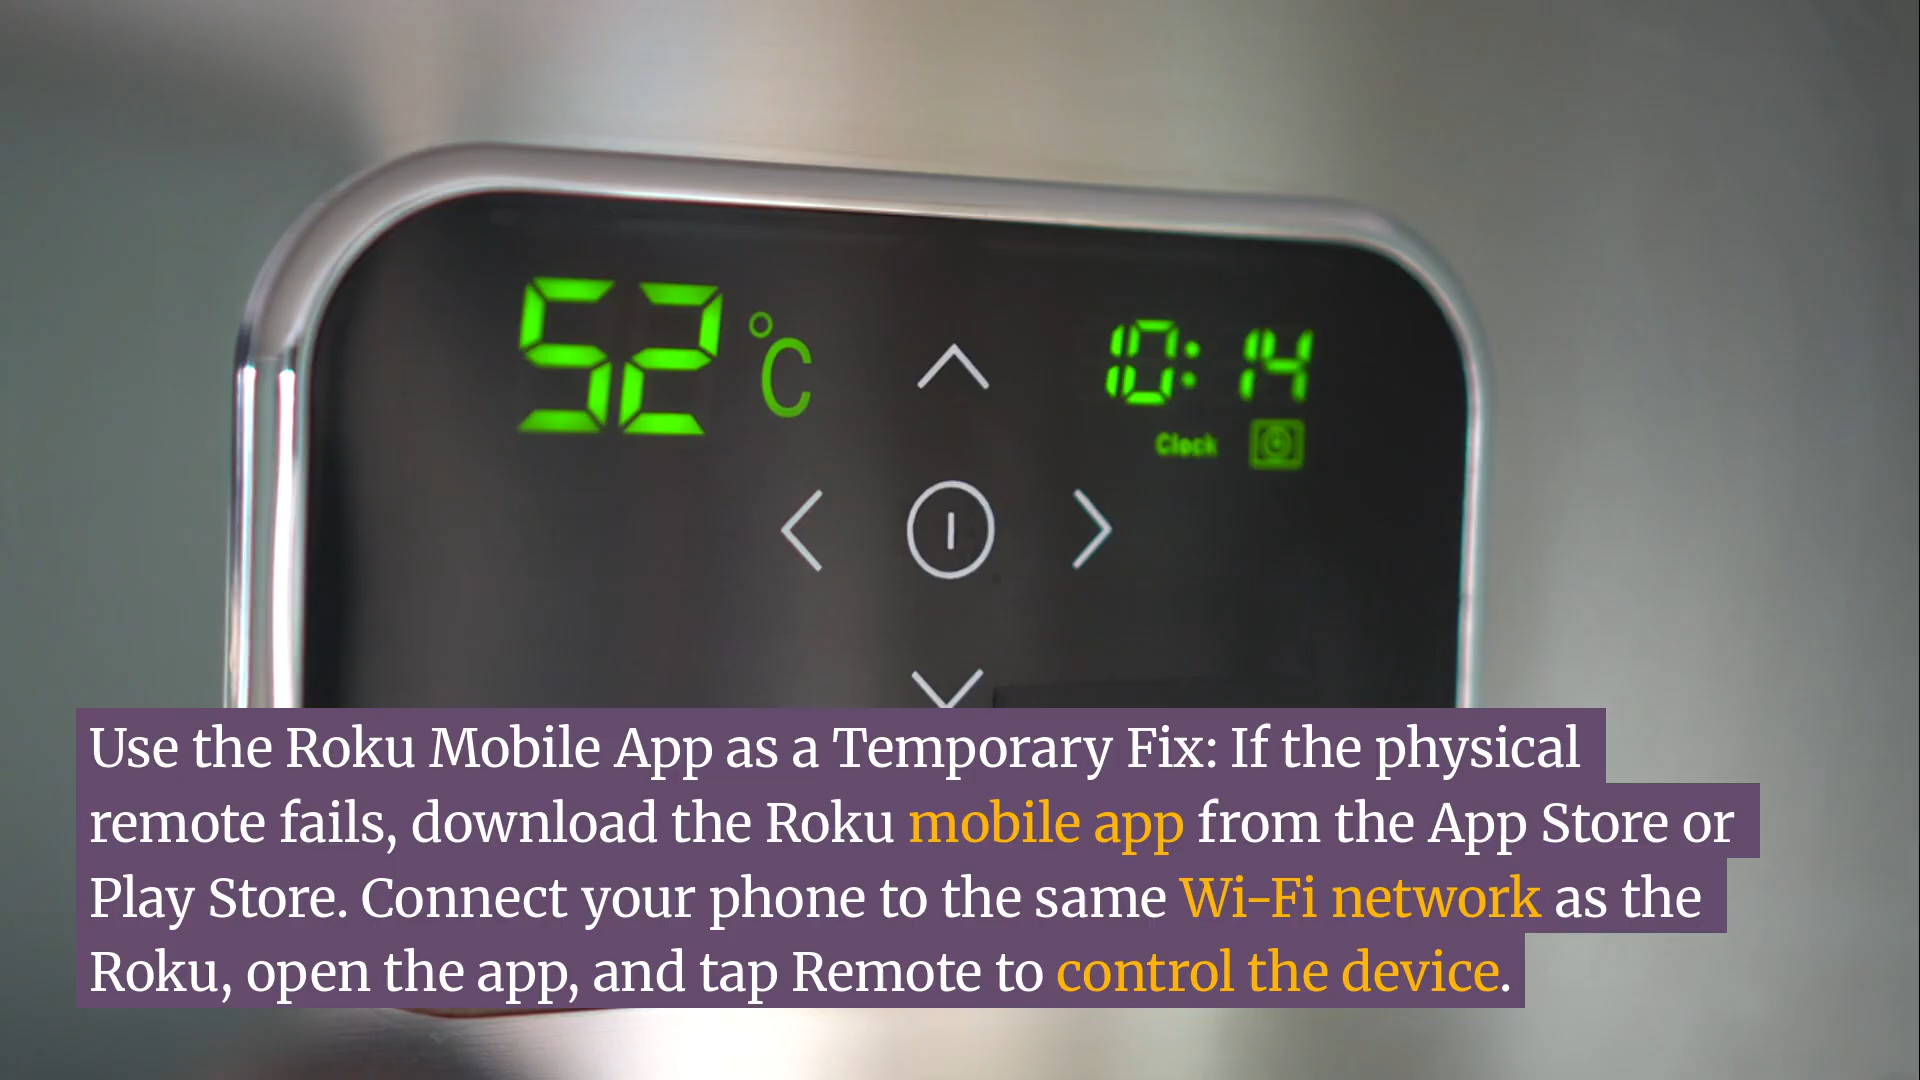 52 °C
10:14
Clock
Use the Roku Mobile App as a Temporary Fix: If the physical
remote fails, download the Roku mobile app from the App Store or
Play Store. Connect your phone to the same Wi-Fi network as the
Roku, open the app, and tap Remote to control the device.